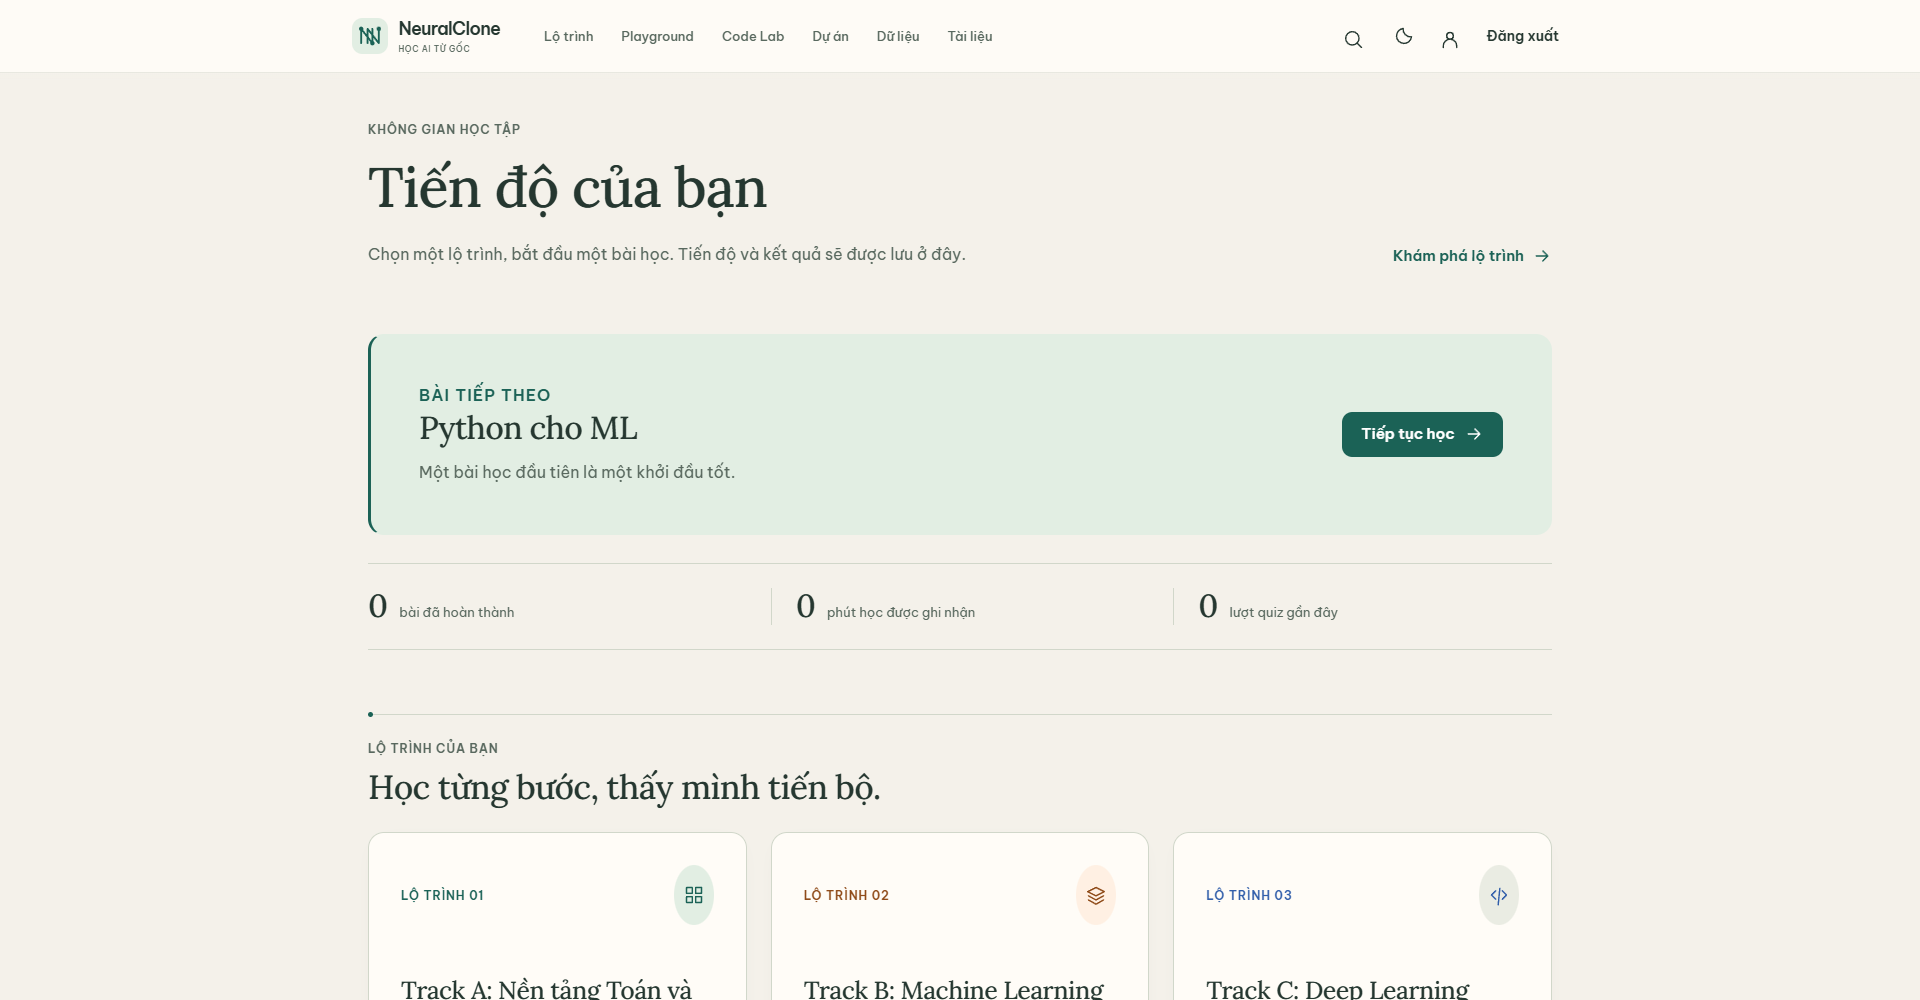 NeuralClone
HỌC AI TỪ GỐC
Lộ trình
Playground
Code Lab
Dự án
Dữ liệu
Tài liệu
Đăng xuất
KHÔNG GIAN HỌC TẬP
Tiến độ của bạn
Chọn một lộ trình, bắt đầu một bài học. Tiến độ và kết quả sẽ được lưu ở đây.
Khám phá lộ trình
BÀI TIẾP THEO
Python cho ML
Một bài học đầu tiên là một khởi đầu tốt.
Tiếp tục học
0 bài đã hoàn thành
0 phút học được ghi nhận
0 lượt quiz gần đây
LỘ TRÌNH CỦA BẠN
Học từng bước, thấy mình tiến bộ.
LỘ TRÌNH 01
LỘ TRÌNH 02
LỘ TRÌNH 03
Track A: Nền tảng Toán và
Track B: Machine Learning
Track C: Deep Learning